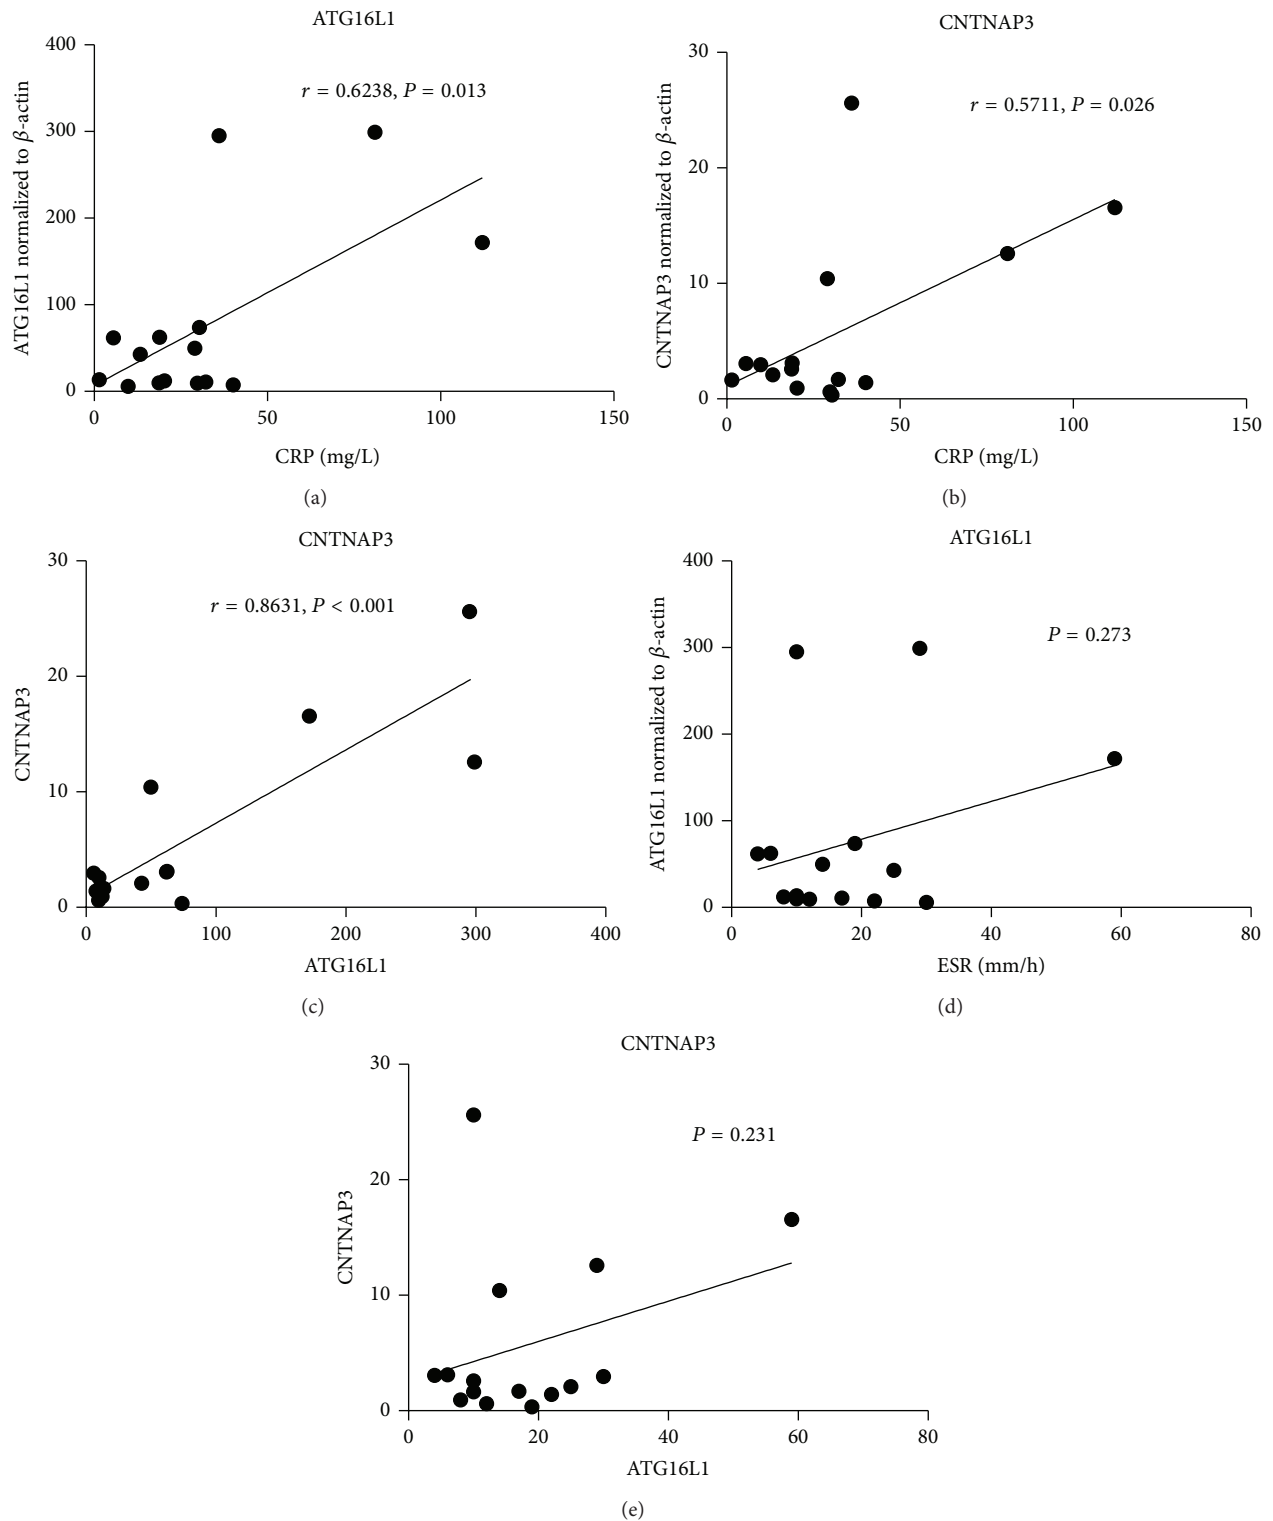 ATG16L1
ATG16L1 normalized to β-actin
400
300
200
100
0
r = 0.6238, P = 0.013
0 50 100 150
CRP (mg/L)
(a)
CNTNAP3
CNTNAP3 normalized to β-actin
30
20
10
0
r = 0.5711, P = 0.026
0 50 100 150
CRP (mg/L)
(b)
CNTNAP3
CNTNAP3
30
20
10
0
r = 0.8631, P < 0.001
0 100 200 300 400
ATG16L1
(c)
ATG16L1
ATG16L1 normalized to β-actin
400
300
200
100
0
P = 0.273
0 20 40 60 80
ESR (mm/h)
(d)
CNTNAP3
CNTNAP3
30
20
10
0
P = 0.231
0 20 40 60 80
ATG16L1
(e)